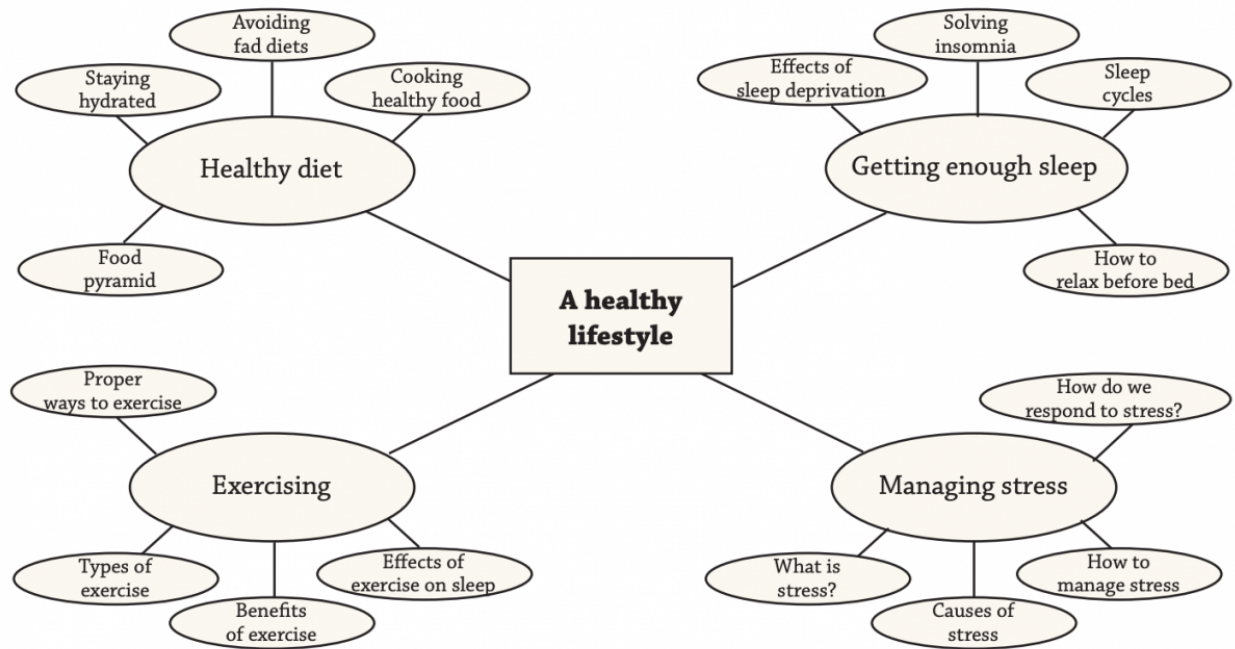 Avoiding
fad diets
Staying
hydrated
Cooking
healthy food
Healthy diet
Food
pyramid
Solving
insomnia
Effects of
sleep deprivation
Sleep
cycles
Getting enough sleep
How to
relax before bed
A healthy
lifestyle
Proper
ways to exercise
Exercising
Types of
exercise
Benefits
of exercise
Effects of
exercise on sleep
How do we
respond to stress?
Managing stress
What is
stress?
Causes of
stress
How to
manage stress